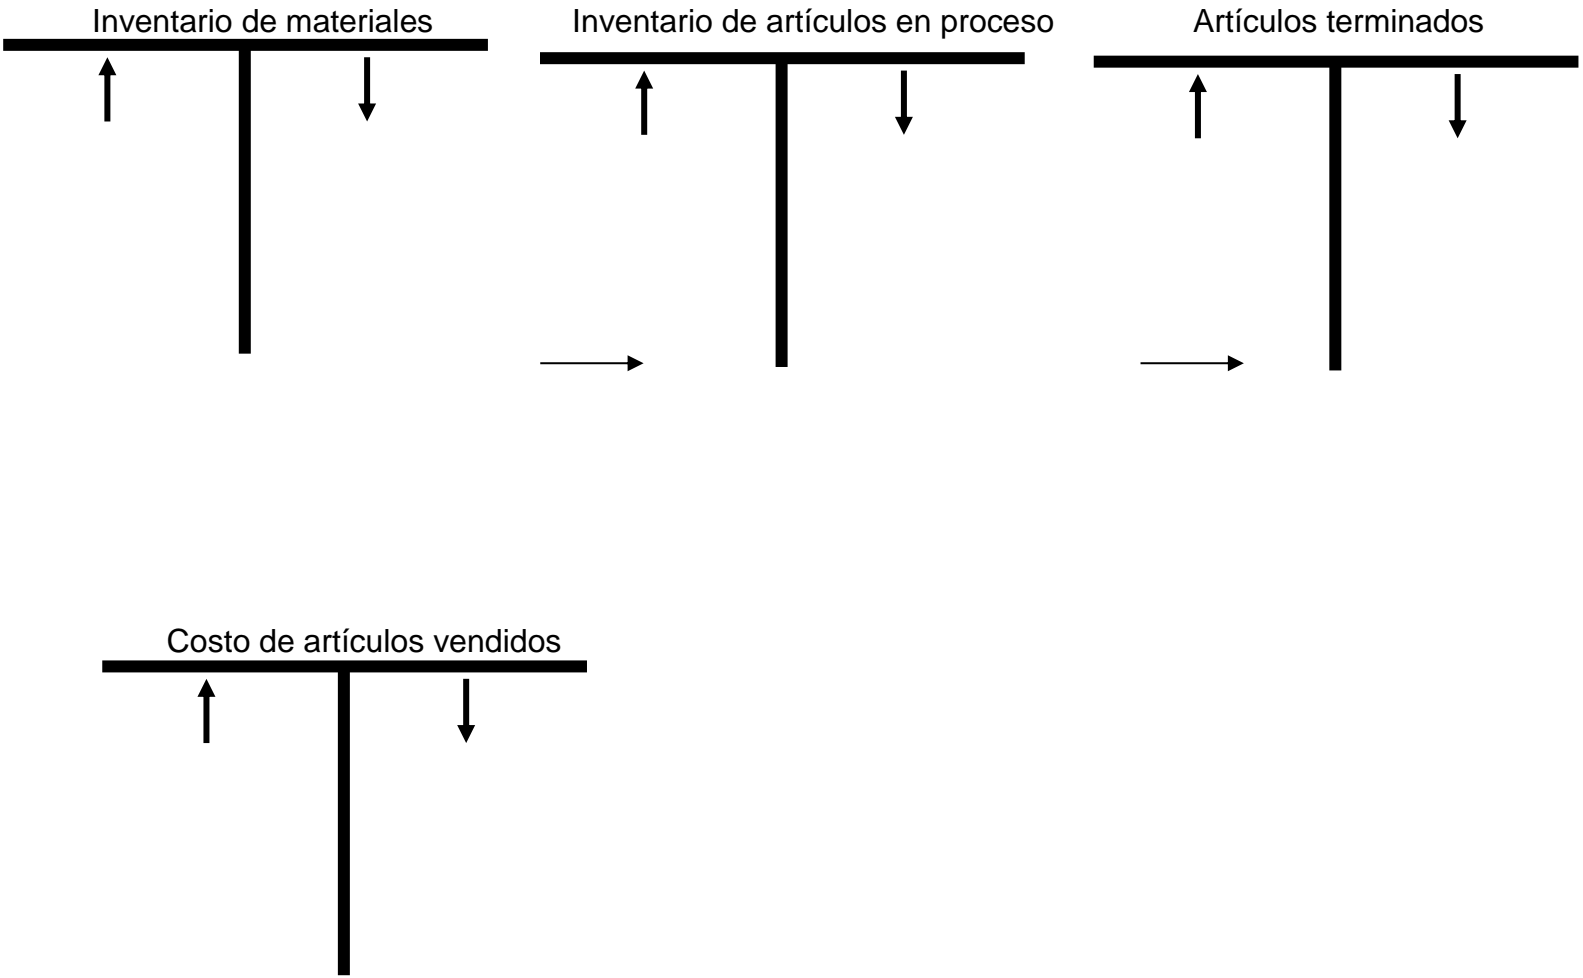 Inventario de materiales
Inventario de artículos en proceso
Artículos terminados
Costo de artículos vendidos